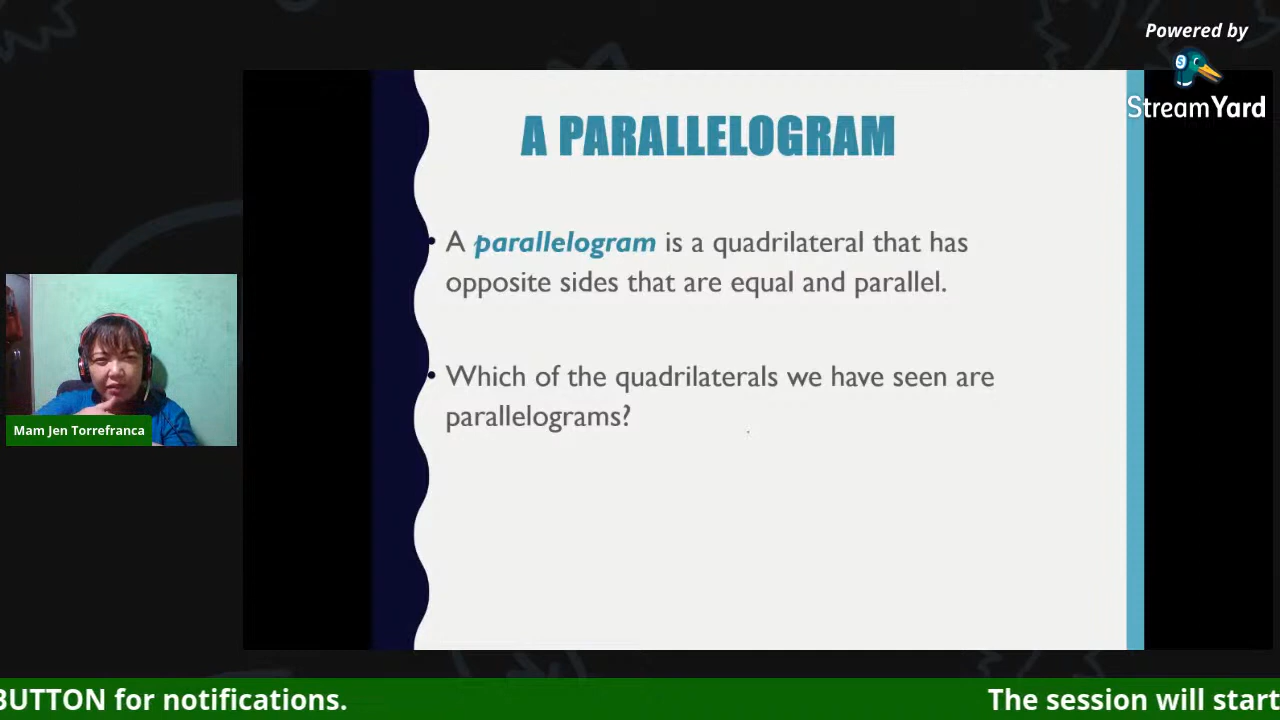 Powered by
StreamYard
A PARALLELOGRAM
• A parallelogram is a quadrilateral that has
opposite sides that are equal and parallel.
• Which of the quadrilaterals we have seen are
parallelograms?
Mam Jen Torrefranca
BUTTON for notifications.
The session will start